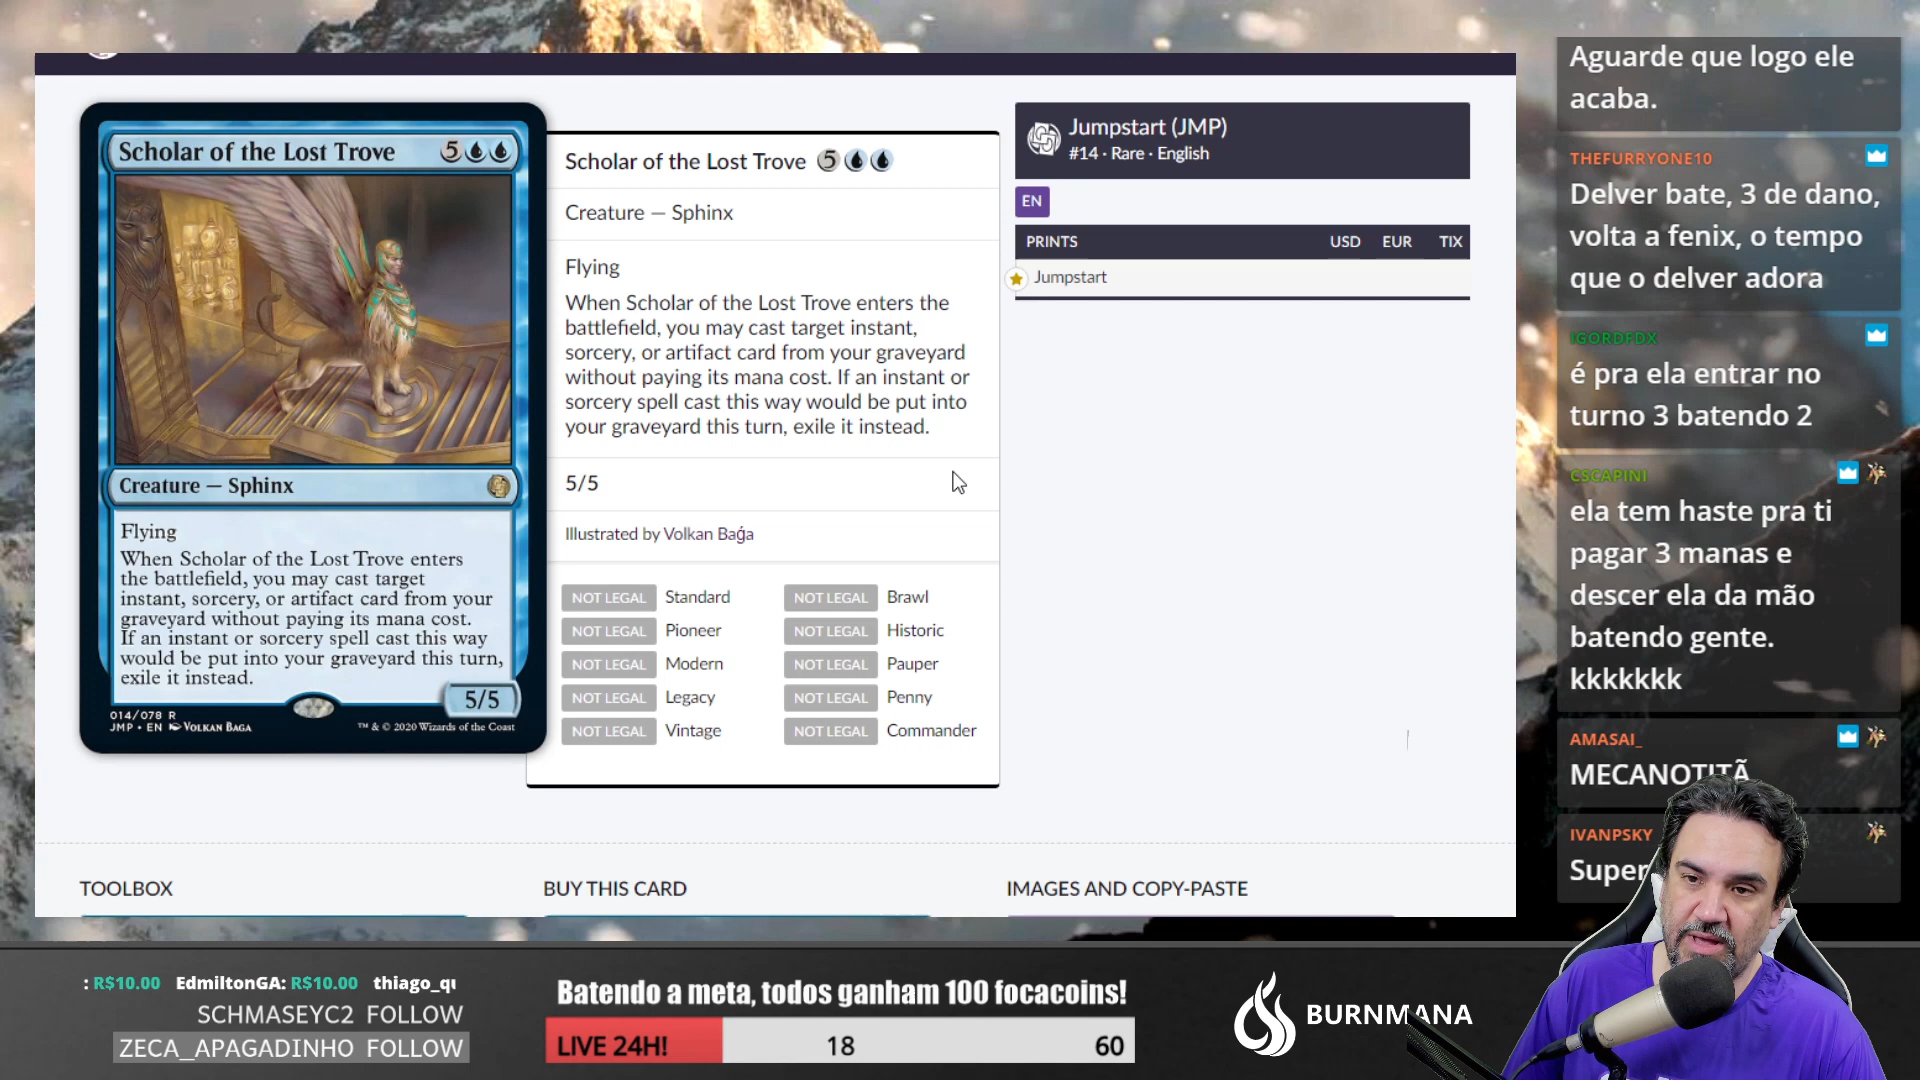 Scholar of the Lost Trove 5
Creature — Sphinx
Flying
When Scholar of the Lost Trove enters
the battlefield, you may cast target
instant, sorcery, or artifact card from your
graveyard without paying its mana cost.
If an instant or sorcery spell cast this way
would be put into your graveyard this turn,
exile it instead.
5/5
014/078 R
JMP • EN VOLKAN BAGA
™ & © 2020 Wizards of the Coast
Scholar of the Lost Trove 5
Creature — Sphinx
Flying
When Scholar of the Lost Trove enters the
battlefield, you may cast target instant,
sorcery, or artifact card from your graveyard
without paying its mana cost. If an instant or
sorcery spell cast this way would be put into
your graveyard this turn, exile it instead.
5/5
Illustrated by Volkan Baǵa
NOT LEGAL Standard NOT LEGAL Brawl
NOT LEGAL Pioneer NOT LEGAL Historic
NOT LEGAL Modern NOT LEGAL Pauper
NOT LEGAL Legacy NOT LEGAL Penny
NOT LEGAL Vintage NOT LEGAL Commander
Jumpstart (JMP)
#14 · Rare · English
EN
PRINTS USD EUR TIX
Jumpstart
TOOLBOX
BUY THIS CARD
IMAGES AND COPY-PASTE
Aguarde que logo ele
acaba.
THEFURRYONE10
Delver bate, 3 de dano,
volta a fenix, o tempo
que o delver adora
IGORDFDX
é pra ela entrar no
turno 3 batendo 2
CSCAPINI
ela tem haste pra ti
pagar 3 manas e
descer ela da mão
batendo gente.
kkkkkkk
AMASAI_
MECANOTITÃ
IVANPSKY
Super
: R$10.00 EdmiltonGA: R$10.00 thiago_qu
SCHMASEYC2 FOLLOW
ZECA_APAGADINHO FOLLOW
Batendo a meta, todos ganham 100 focacoins!
LIVE 24H! 18 60
BURNMANA